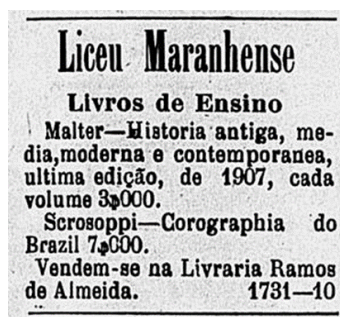 Liceu Maranhense
Livros de Ensino
Malter—Historia antiga, me-
dia,moderna e contemporanea,
ultima edição, de 1907, cada
volume 3$000.
Scrosoppi—Corographia do
Brazil 7$000.
Vendem-se na Livraria Ramos
de Almeida. 1731—10